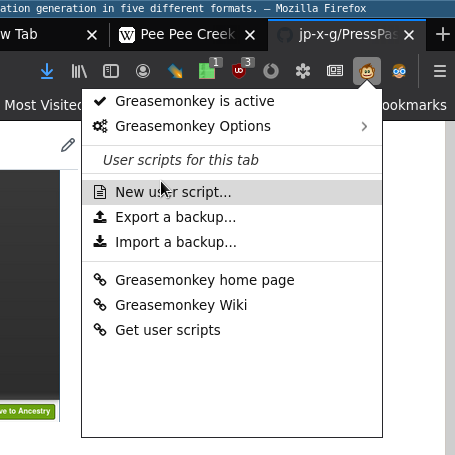 ation generation in five different formats. — Mozilla Firefox
w Tab
W Pee Pee Creek
jp-x-g/PressPas
1
3
Most Visited
ookmarks
Greasemonkey is active
Greasemonkey Options
User scripts for this tab
New user script...
Export a backup...
Import a backup...
Greasemonkey home page
Greasemonkey Wiki
Get user scripts
ve to Ancestry